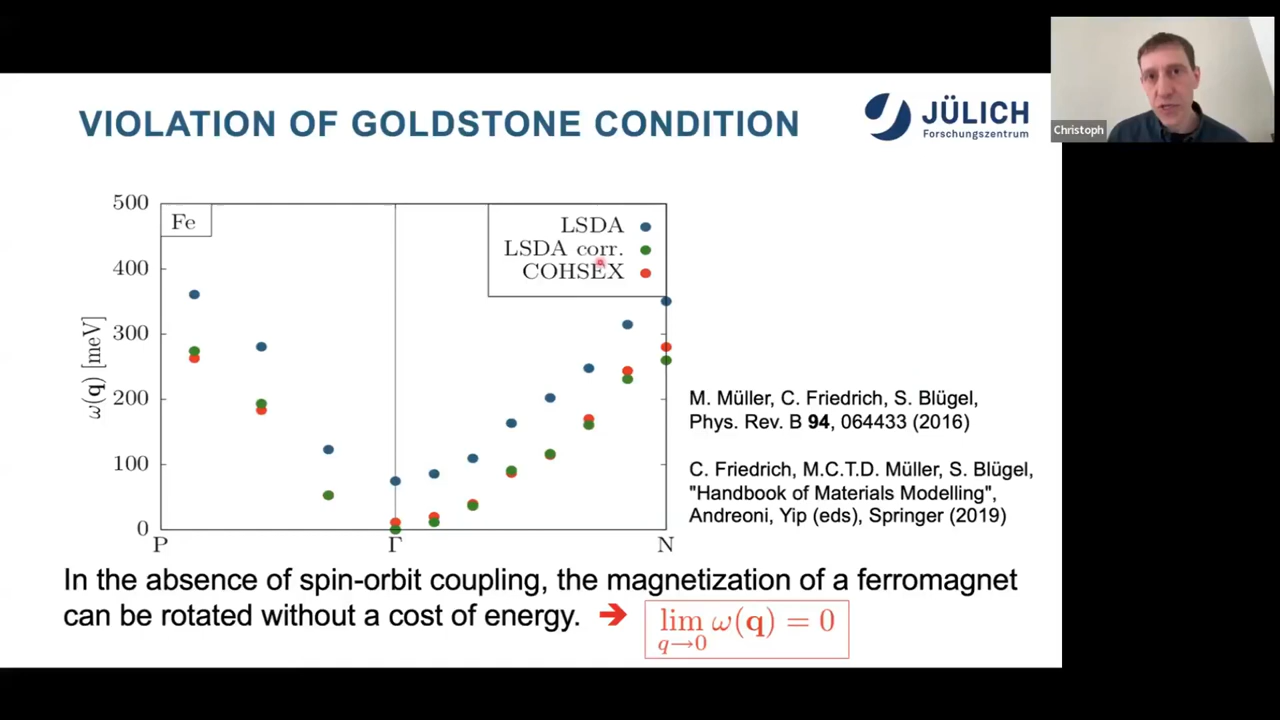 VIOLATION OF GOLDSTONE CONDITION
JÜLICH
Forschungszentrum
Christoph
Fe
LSDA
LSDA corr.
COHSEX
500
400
300
200
100
0
ω(q) [meV]
P
Γ
N
M. Müller, C. Friedrich, S. Blügel,
Phys. Rev. B 94, 064433 (2016)
C. Friedrich, M.C.T.D. Müller, S. Blügel,
"Handbook of Materials Modelling",
Andreoni, Yip (eds), Springer (2019)
In the absence of spin-orbit coupling, the magnetization of a ferromagnet
can be rotated without a cost of energy. ➔ lim ω(q) = 0
q→0